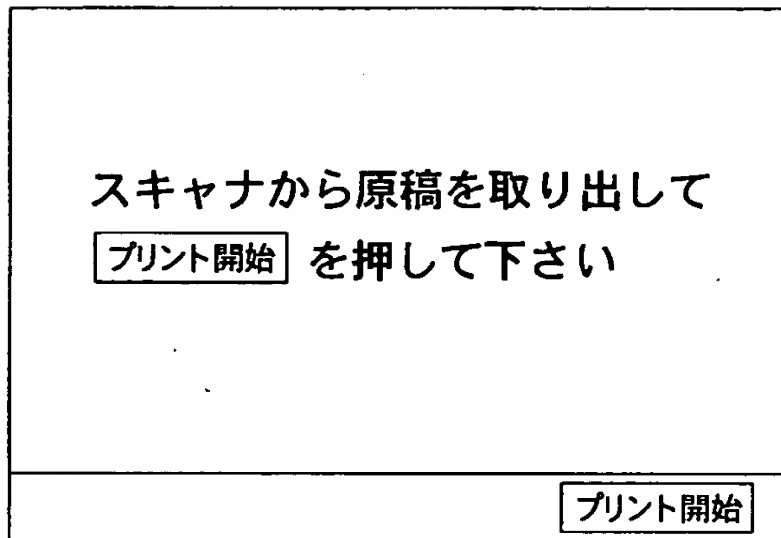 スキャナから原稿を取り出して
プリント開始 を押して下さい
プリント開始